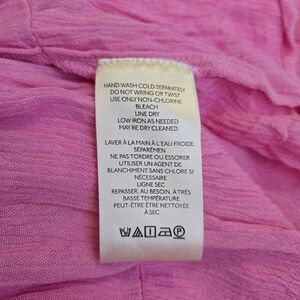 HAND WASH COLD SEPARATELY
DO NOT WRING OR TWIST
USE ONLY NON-CHLORINE
BLEACH
LINE DRY
LOW IRON AS NEEDED
MAY BE DRY CLEANED
LAVER À LA MAIN À L'EAU FROIDE
SÉPARÉMEN
NE PAS TORDRE OU ESSORER
UTILISER UN AGENT DE
BLANCHIMENT SANS CHLORE SI
NÉCESSAIRE
LIGNE SEC
REPASSER, AU BESOIN, À TRÈS
BASSE TEMPÉRATURE
PEUT-ÊTRE ÊTRE NETTOYÉE
À SEC